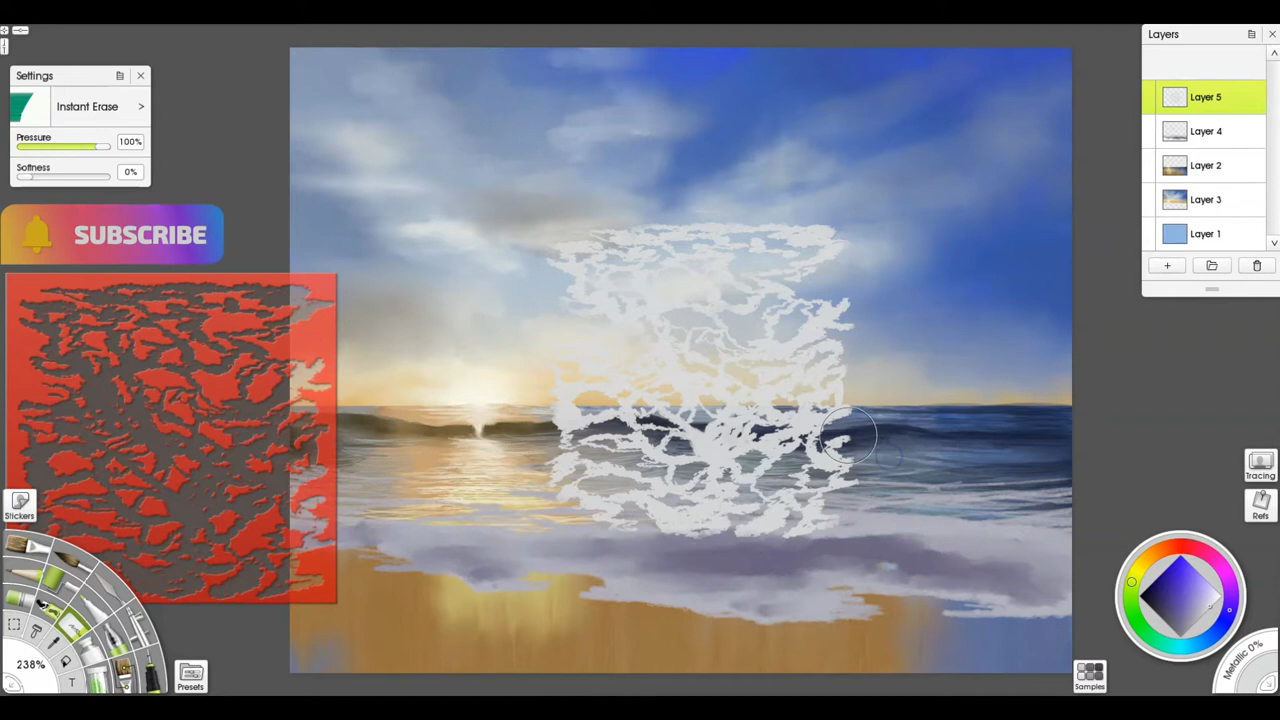 Settings
Instant Erase >
Pressure
100%
Softness
0%
SUBSCRIBE
Stickers
238%
T
Presets
Layers
Layer 5
Layer 4
Layer 2
Layer 3
Layer 1
Tracing
Refs
Samples
Metallic 0%